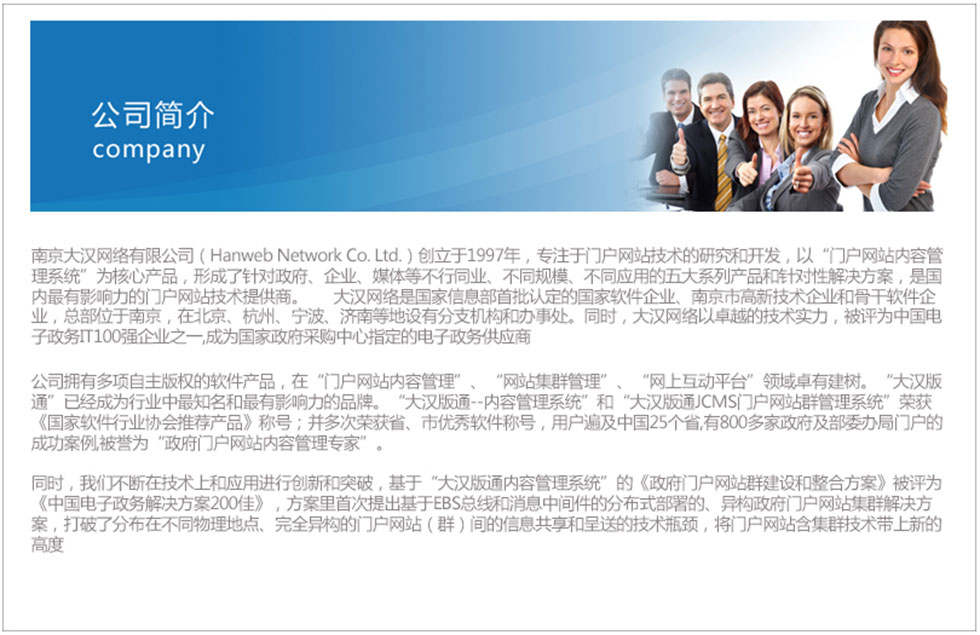 公司简介
company
南京大汉网络有限公司（Hanweb Network Co. Ltd.）创立于1997年，专注于门户网站技术的研究和开发，以“门户网站内容管
理系统”为核心产品，形成了针对政府、企业、媒体等不行同业、不同规模、不同应用的五大系列产品和针对性解决方案，是国
内最有影响力的门户网站技术提供商。　　大汉网络是国家信息部首批认定的国家软件企业、南京市高新技术企业和骨干软件企
业，总部位于南京，在北京、杭州、宁波、济南等地设有分支机构和办事处。同时，大汉网络以卓越的技术实力，被评为中国电
子政务IT100强企业之一,成为国家政府采购中心指定的电子政务供应商
公司拥有多项自主版权的软件产品，在“门户网站内容管理”、“网站集群管理”、“网上互动平台”领域卓有建树。“大汉版
通”已经成为行业中最知名和最有影响力的品牌。“大汉版通--内容管理系统”和“大汉版通JCMS门户网站群管理系统”荣获
《国家软件行业协会推荐产品》称号；并多次荣获省、市优秀软件称号，用户遍及中国25个省,有800多家政府及部委办局门户的
成功案例,被誉为“政府门户网站内容管理专家”。
同时，我们不断在技术上和应用进行创新和突破，基于“大汉版通内容管理系统”的《政府门户网站群建设和整合方案》被评为
《中国电子政务解决方案200佳》，方案里首次提出基于EBS总线和消息中间件的分布式部署的、异构政府门户网站集群解决方
案，打破了分布在不同物理地点、完全异构的门户网站（群）间的信息共享和呈送的技术瓶颈，将门户网站含集群技术带上新的
高度